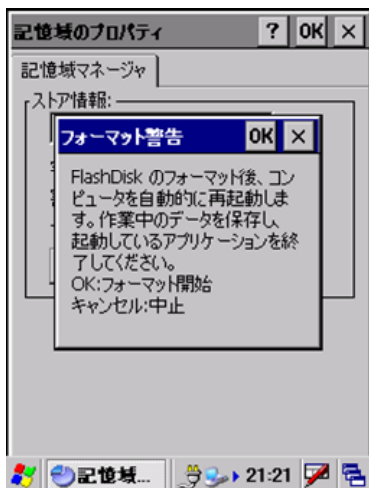 記憶域のプロパティ ? OK ×
記憶域マネージャ
ストア情報:
フォーマット警告 OK ×
FlashDisk のフォーマット後、コン
ピュータを自動的に再起動しま
す。作業中のデータを保存し、
起動しているアプリケーションを終
了してください。
OK:フォーマット開始
キャンセル:中止
記憶域... 21:21